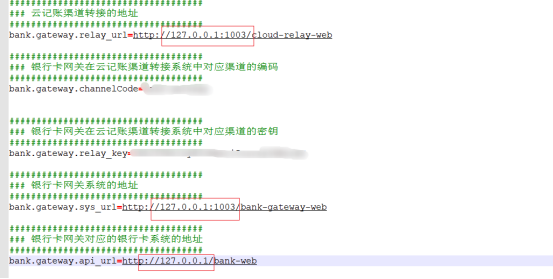 ######################################
### 云记账渠道转接的地址
######################################
bank.gateway.relay_url=http://127.0.0.1:1003/cloud-relay-web
######################################
### 银行卡网关在云记账渠道转接系统中对应渠道的编码
######################################
bank.gateway.channelCode=
######################################
### 银行卡网关在云记账渠道转接系统中对应渠道的密钥
######################################
bank.gateway.relay_key=
######################################
### 银行卡网关系统的地址
######################################
bank.gateway.sys_url=http://127.0.0.1:1003/bank-gateway-web
######################################
### 银行卡网关对应的银行卡系统的地址
######################################
bank.gateway.api_url=http://127.0.0.1/bank-web